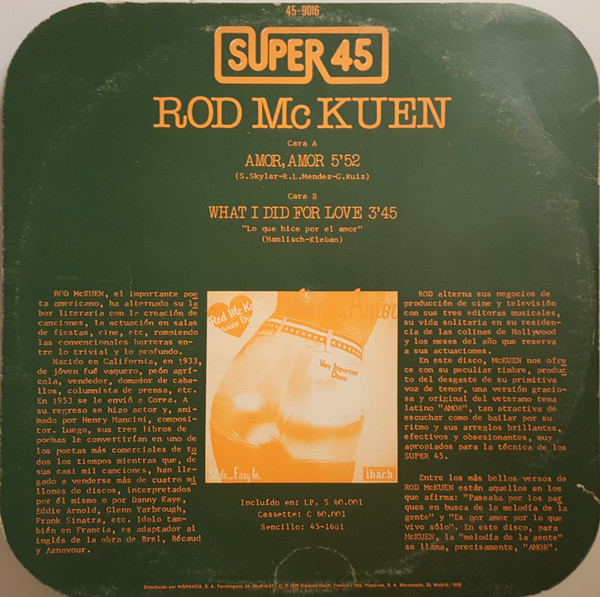 45-9016
SUPER 45
ROD McKUEN
Cara A
AMOR, AMOR 5'52
(S.Skylar-R.L.Mendez-G.Ruiz)
Cara B
WHAT I DID FOR LOVE 3'45
"Lo que hice por el amor"
(Hamlisch-Kleban)
ROD McKUEN, el importante poe
ta americano, ha alternado su la
bor literaria con la creación de
canciones, la actuación en salas
de fiestas, cine, etc, rompiendo
las convencionales barreras en-
tre lo trivial y lo profundo.
Nacido en California, en 1933,
de jóven fué vaquero, peón agrí-
cola, vendedor, domador de caba-
llos, columnista de prensa, etc.
En 1953 se le envió a Corea. A
su regreso se hizo actor y, ani-
mado por Henry Mancini, composi-
tor. Luego, sus tres libros de
poemas le convertirían en uno de
los poetas más comerciales de to
dos los tiempos mientras que, de
sus casi mil canciones, han lle-
gado a venderse más de cuatro mi
llones de discos, interpretados
por él mismo o por Danny Kaye,
Eddie Arnold, Glenn Yarbrough,
Frank Sinatra, etc. Idolo tam-
bién en Francia, es adaptador al
inglés de la obra de Brel, Bécaud
y Aznavour.
Rod Mc Ku
Amor
Very Important
Slide... Easy In.
ibach
Incluído en: LP. S 60.001
Cassette: C 60.001
Sencillo: 45-1681
ROD alterna sus negocios de
producción de cine y televisión
con sus tres editoras musicales,
su vida solitaria en su residen-
cia de las colinas de Hollywood
y los meses del año que reserva
a sus actuaciones.
En este disco, McKUEN nos ofre
ce con su peculiar timbre, produc
to del desgaste de su primitiva
voz de tenor, una versión gracio-
sa y original del veterano tema
latino "AMOR", tan atractiva de
escuchar como de bailar por su
ritmo y sus arreglos brillantes,
efectivos y obsesionantes, muy
apropiados para la técnica de los
SUPER 45.
Entre los más bellos versos de
ROD McKUEN están aquellos en los
que afirma: "Paseaba por los par
ques en busca de la melodía de la
gente" y "Es por amor por lo que
vivo sólo". En este disco, para
McKUEN, la "melodía de la gente"
se llama, precisamente, "AMOR".